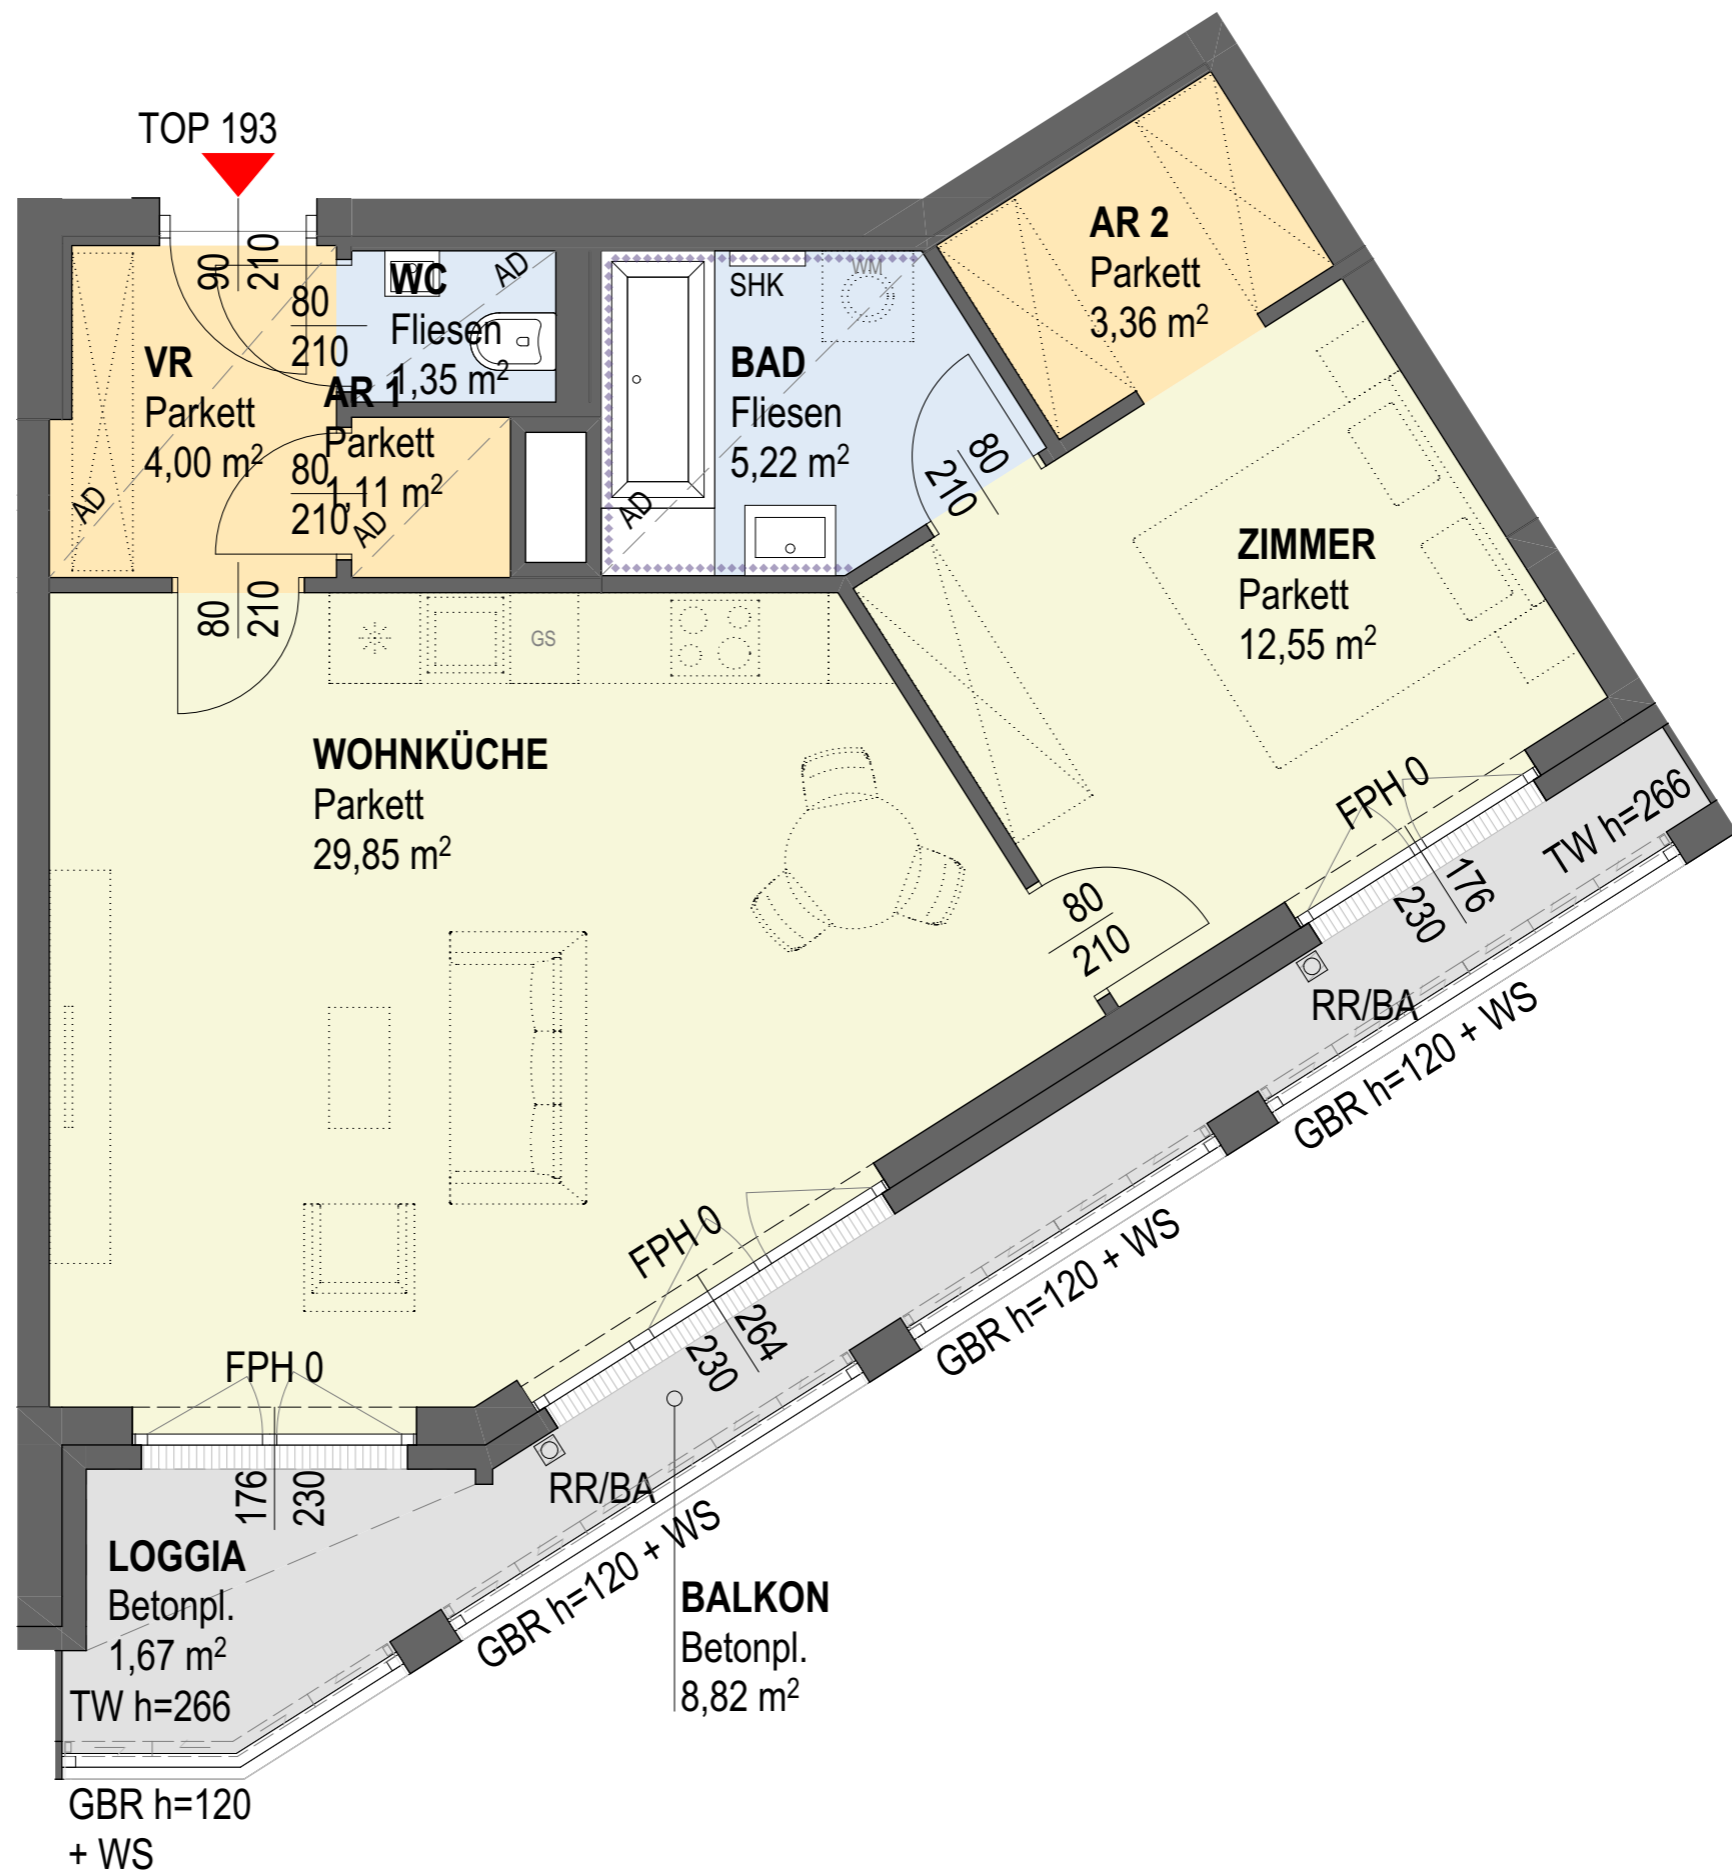 TOP 193
90
210
80
210
WC
Fliesen
1,35 m²
AD
VR
Parkett
4,00 m²
AD
AR 1
Parkett
1,11 m²
80
210
AD
80
210
SHK
WM
BAD
Fliesen
5,22 m²
AD
80
210
AR 2
Parkett
3,36 m²
ZIMMER
Parkett
12,55 m²
GS
WOHNKÜCHE
Parkett
29,85 m²
80
210
FPH 0
176
230
TW h=266
RR/BA
GBR h=120 + WS
FPH 0
264
230
GBR h=120 + WS
FPH 0
176
230
RR/BA
GBR h=120 + WS
LOGGIA
Betonpl.
1,67 m²
TW h=266
BALKON
Betonpl.
8,82 m²
GBR h=120
+ WS